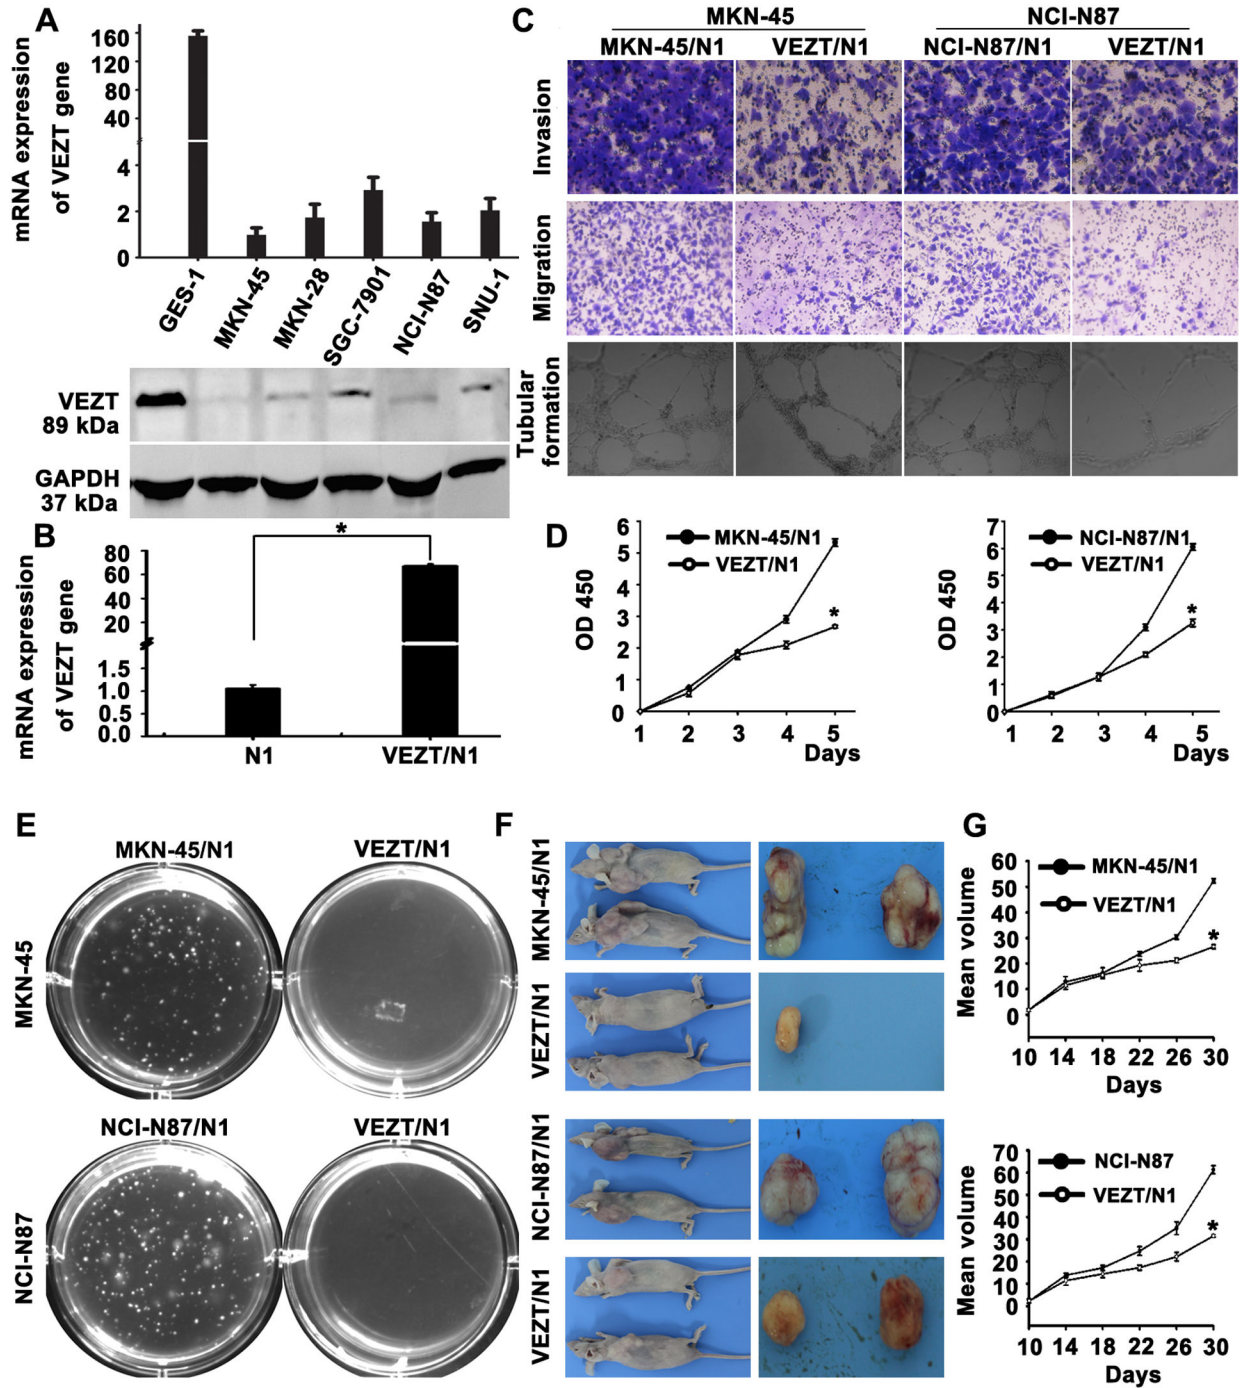 A
mRNA expression
of VEZT gene
160
120
80
40
4
2
0
GES-1
MKN-45
MKN-28
SGC-7901
NCI-N87
SNU-1
VEZT
89 kDa
GAPDH
37 kDa
B
*
mRNA expression
of VEZT gene
80
60
40
20
1.5
1.0
0.5
0.0
N1
VEZT/N1
C
MKN-45
NCI-N87
MKN-45/N1
VEZT/N1
NCI-N87/N1
VEZT/N1
Invasion
Migration
Tubular
formation
D
OD 450
6
5
4
3
2
1
0
MKN-45/N1
VEZT/N1
*
1 2 3 4 5
Days
OD 450
7
6
5
4
3
2
1
0
NCI-N87/N1
VEZT/N1
*
1 2 3 4 5
Days
E
MKN-45/N1
VEZT/N1
MKN-45
NCI-N87/N1
VEZT/N1
NCI-N87
F
MKN-45/N1
VEZT/N1
NCI-N87/N1
VEZT/N1
G
Mean volume
60
50
40
30
20
10
0
MKN-45/N1
VEZT/N1
*
10 14 18 22 26 30
Days
Mean volume
70
60
50
40
30
20
10
0
NCI-N87
VEZT/N1
*
10 14 18 22 26 30
Days